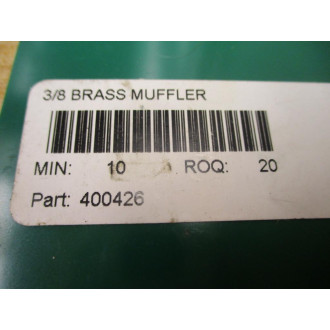 3/8 BRASS MUFFLER
MIN: 10 ROQ: 20
Part: 400426